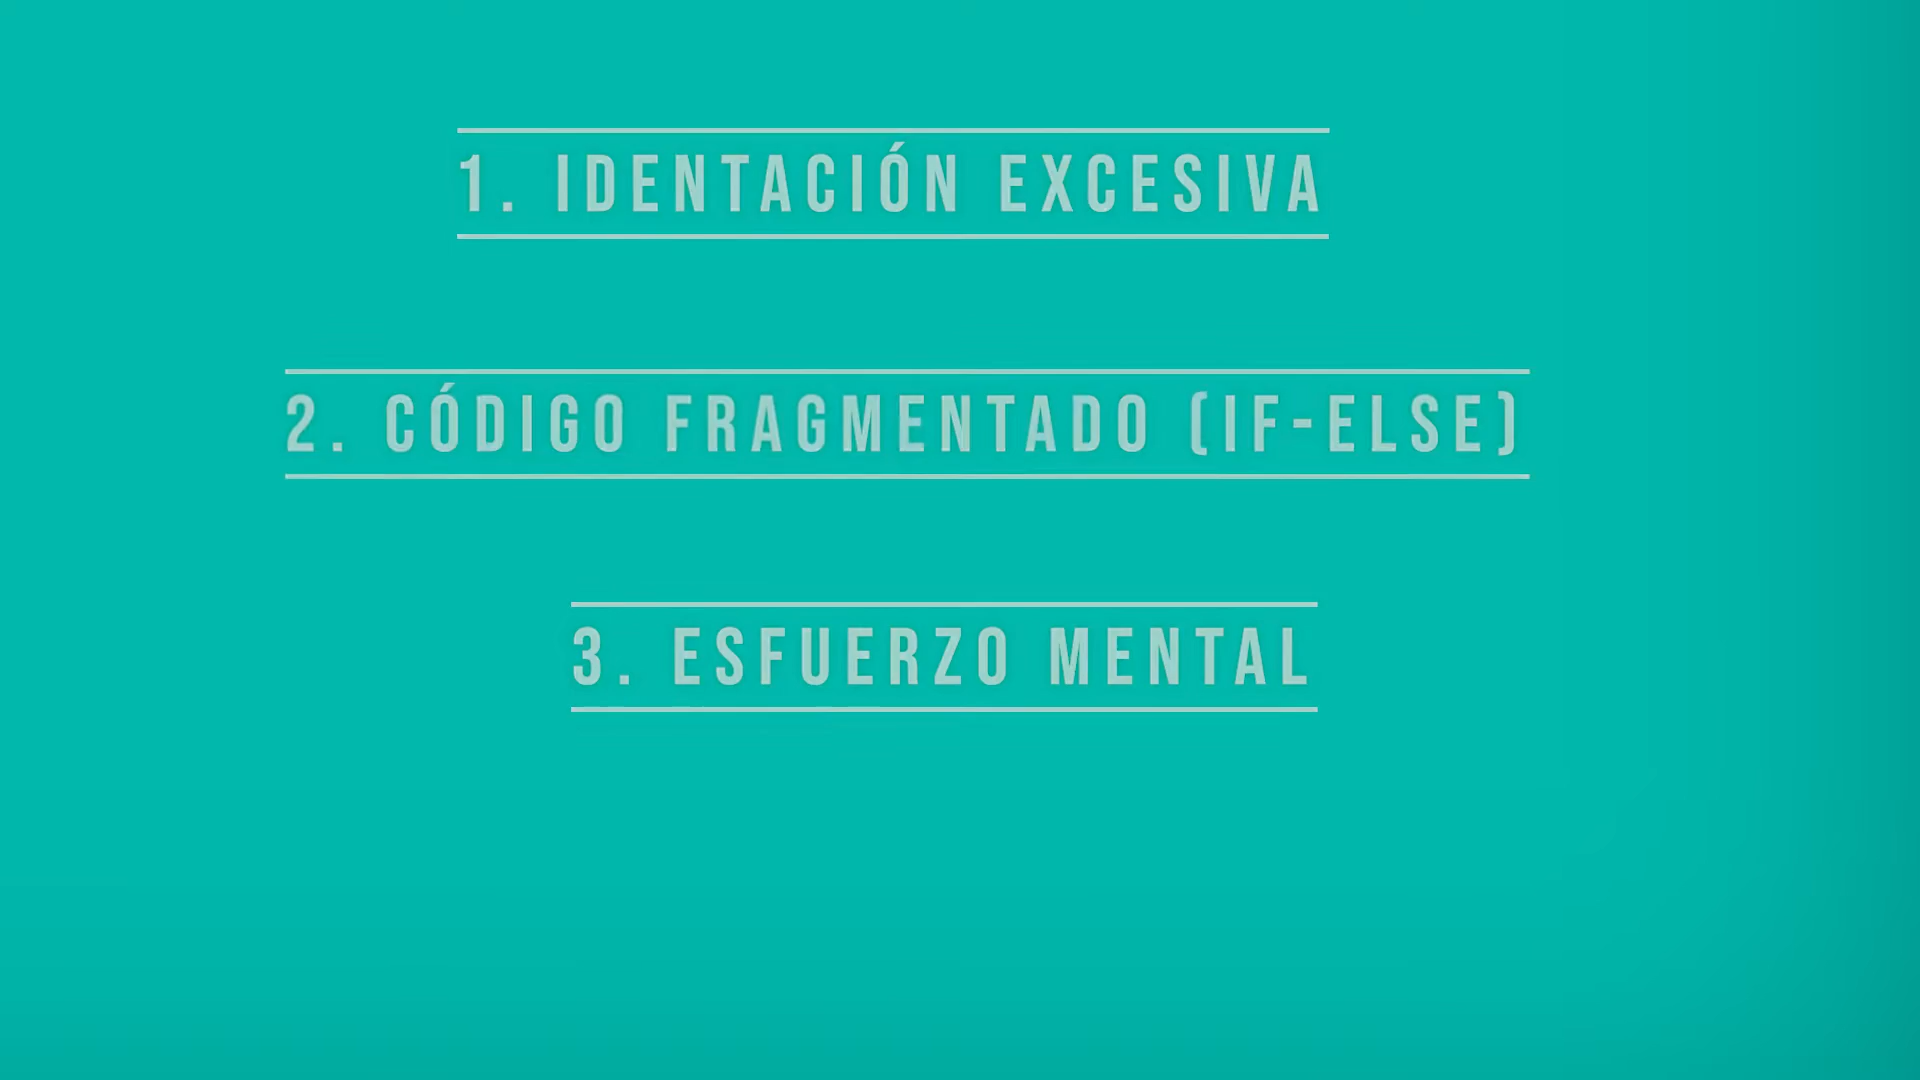 1. IDENTACIÓN EXCESIVA
2. CÓDIGO FRAGMENTADO (IF-ELSE)
3. ESFUERZO MENTAL